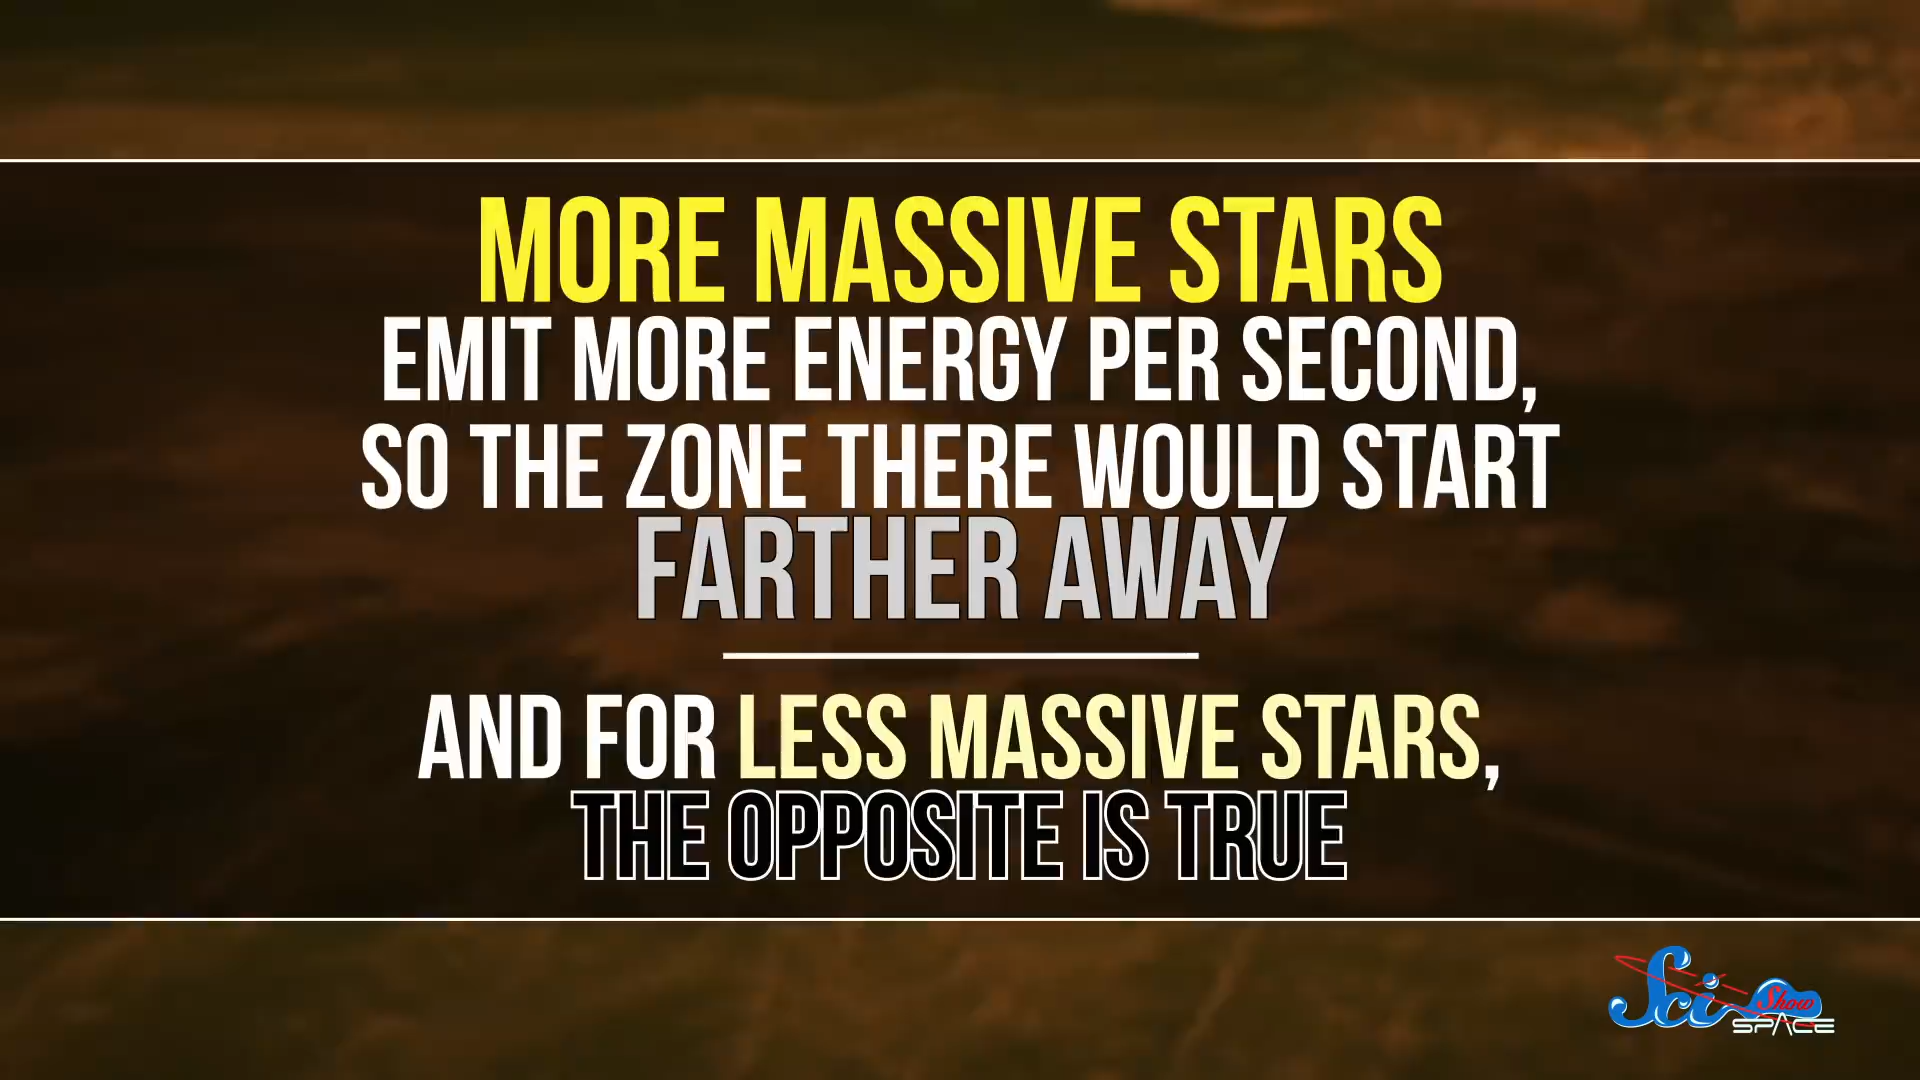 MORE MASSIVE STARS
EMIT MORE ENERGY PER SECOND,
SO THE ZONE THERE WOULD START
FARTHER AWAY
AND FOR LESS MASSIVE STARS,
THE OPPOSITE IS TRUE
Sci Show
SPACE